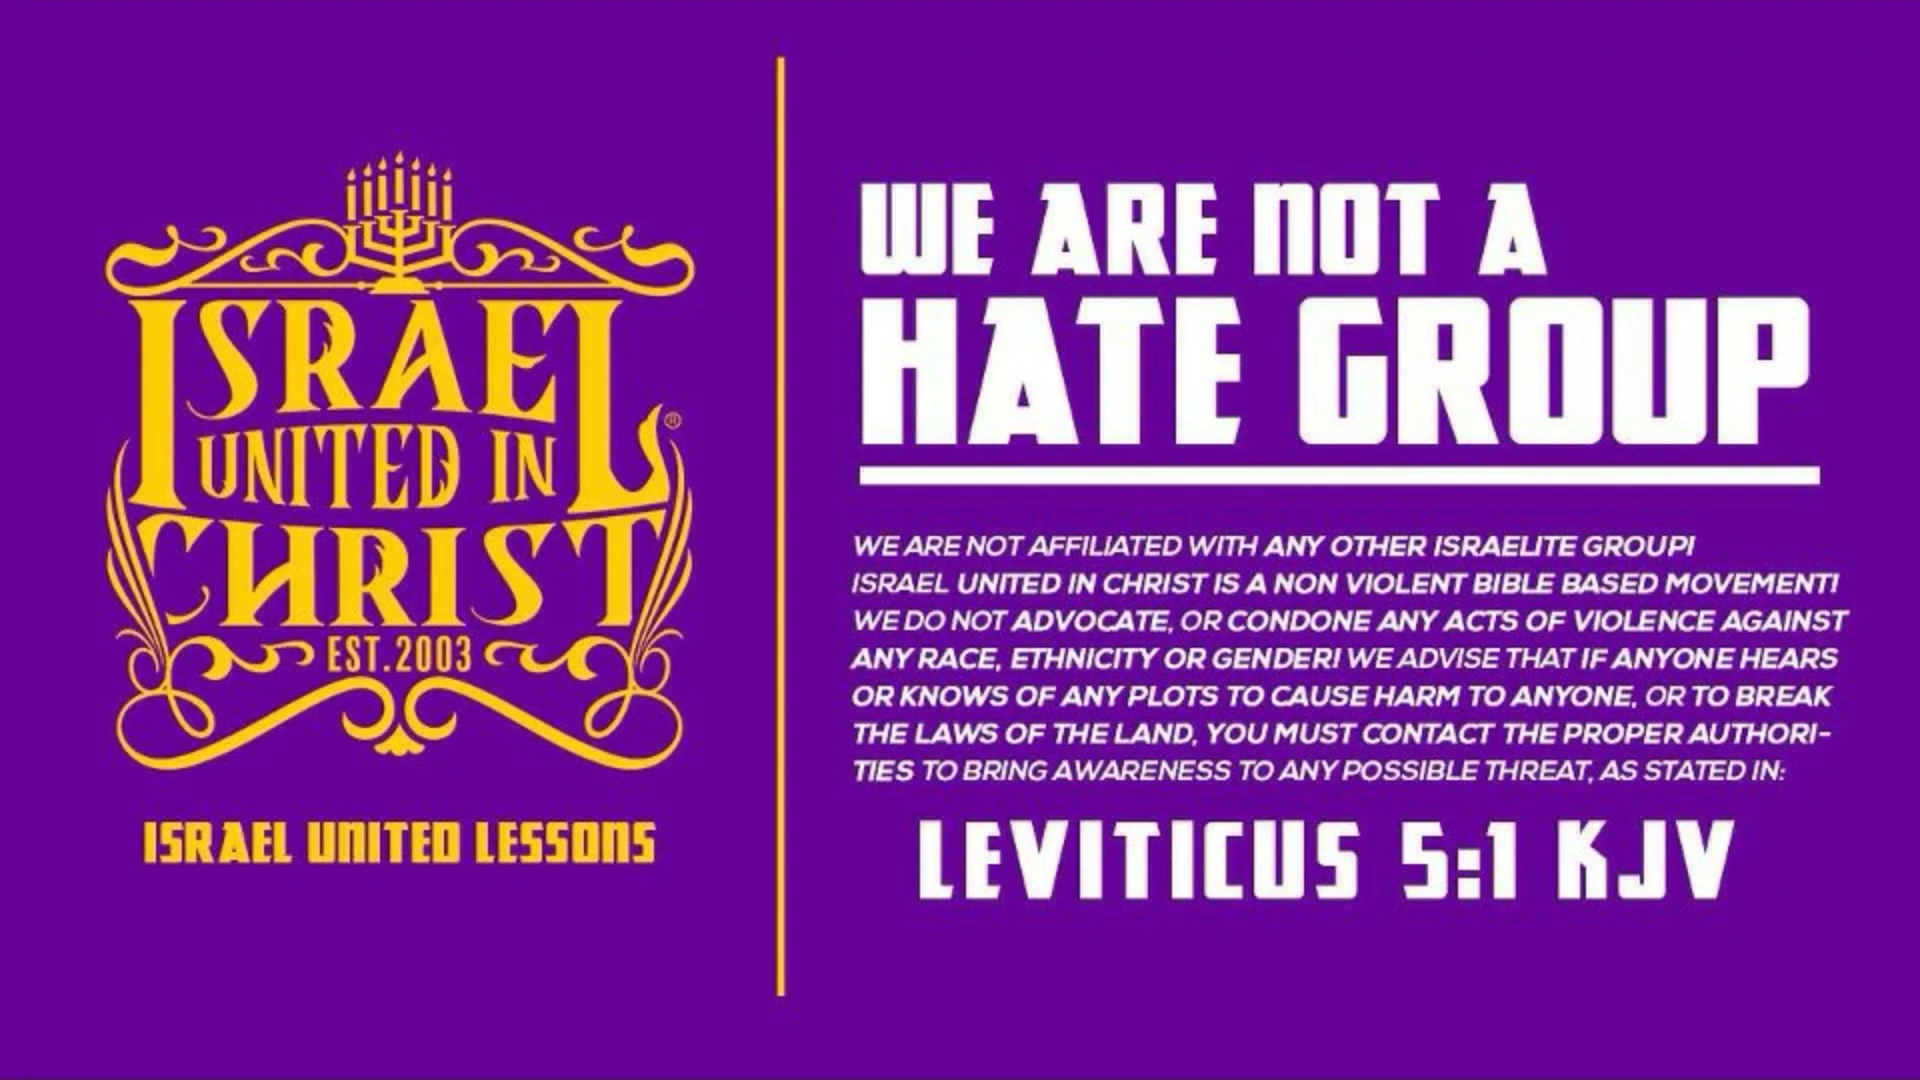 ISRAEL
UNITED IN
CHRIST
®
EST.2003
ISRAEL UNITED LESSONS
WE ARE NOT A
HATE GROUP
WE ARE NOT AFFILIATED WITH ANY OTHER ISRAELITE GROUP!
ISRAEL UNITED IN CHRIST IS A NON VIOLENT BIBLE BASED MOVEMENT!
WE DO NOT ADVOCATE, OR CONDONE ANY ACTS OF VIOLENCE AGAINST
ANY RACE, ETHNICITY OR GENDER! WE ADVISE THAT IF ANYONE HEARS
OR KNOWS OF ANY PLOTS TO CAUSE HARM TO ANYONE, OR TO BREAK
THE LAWS OF THE LAND, YOU MUST CONTACT THE PROPER AUTHORI-
TIES TO BRING AWARENESS TO ANY POSSIBLE THREAT, AS STATED IN:
LEVITICUS 5:1 KJV